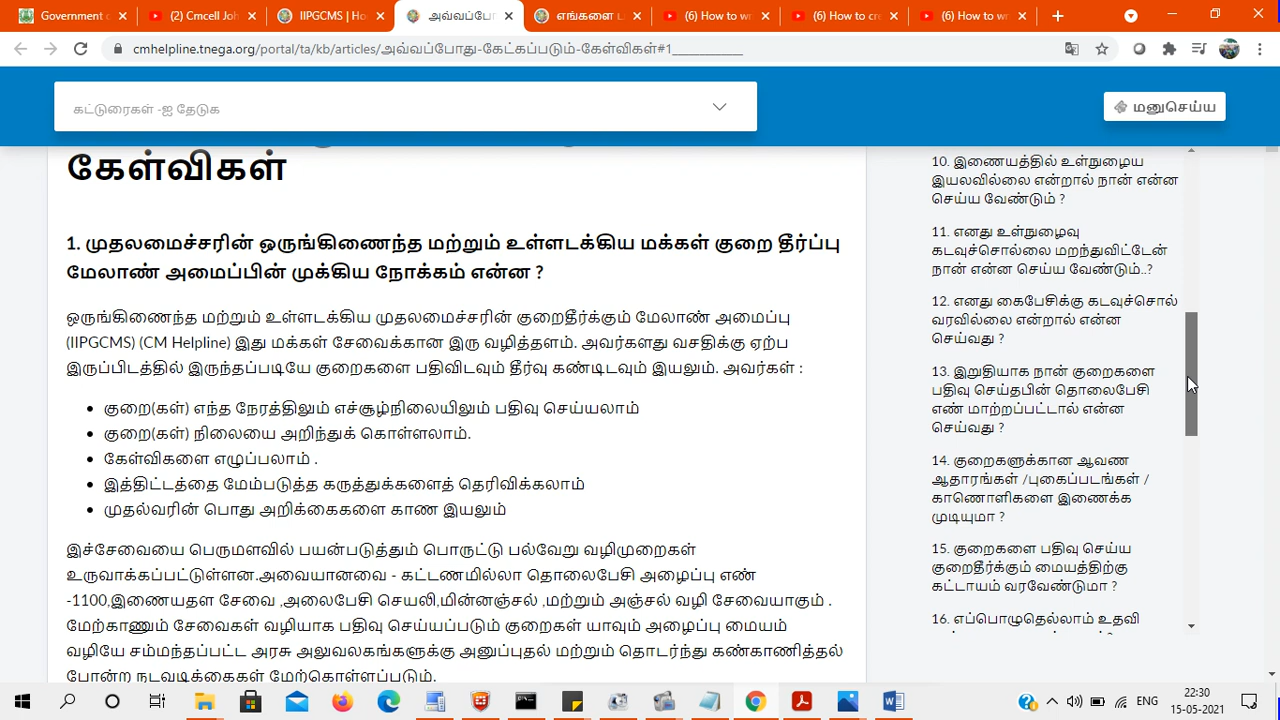 Government
(2) Cmcell Joh
IIPGCMS | Ho
அவ்வப்போ
எங்களை ட
(6) How to wr
(6) How to cre
(6) How to wr
cmhelpline.tnega.org/portal/ta/kb/articles/அவ்வப்போது-கேட்கப்படும்-கேள்விகள்#1__________
கட்டுரைகள் -ஐ தேடுக
மனுசெய்ய
கேள்விகள்
1. முதலமைச்சரின் ஒருங்கிணைந்த மற்றும் உள்ளடக்கிய மக்கள் குறை தீர்ப்பு
மேலாண் அமைப்பின் முக்கிய நோக்கம் என்ன ?
ஒருங்கிணைந்த மற்றும் உள்ளடக்கிய முதலமைச்சரின் குறைதீர்க்கும் மேலாண் அமைப்பு
(IIPGCMS) (CM Helpline) இது மக்கள் சேவைக்கான இரு வழித்தளம். அவர்களது வசதிக்கு ஏற்ப
இருப்பிடத்தில் இருந்தப்படியே குறைகளை பதிவிடவும் தீர்வு கண்டிடவும் இயலும். அவர்கள் :
• குறை(கள்) எந்த நேரத்திலும் எச்சூழ்நிலையிலும் பதிவு செய்யலாம்
• குறை(கள்) நிலையை அறிந்துக் கொள்ளலாம்.
• கேள்விகளை எழுப்பலாம் .
• இத்திட்டத்தை மேம்படுத்த கருத்துக்களைத் தெரிவிக்கலாம்
• முதல்வரின் பொது அறிக்கைகளை காண இயலும்
இச்சேவையை பெருமளவில் பயன்படுத்தும் பொருட்டு பல்வேறு வழிமுறைகள்
உருவாக்கப்பட்டுள்ளன.அவையானவை - கட்டணமில்லா தொலைபேசி அழைப்பு எண்
-1100,இணையதள சேவை ,அலைபேசி செயலி,மின்னஞ்சல் ,மற்றும் அஞ்சல் வழி சேவையாகும் .
மேற்காணும் சேவைகள் வழியாக பதிவு செய்யப்படும் குறைகள் யாவும் அழைப்பு மையம்
வழியே சம்மந்தப்பட்ட அரசு அலுவலகங்களுக்கு அனுப்புதல் மற்றும் தொடர்ந்து கண்காணித்தல்
போன்ற நடவடிக்கைகள் மேற்கொள்ளப்படும்.
10. இணையத்தில் உள்நுழைய
இயலவில்லை என்றால் நான் என்ன
செய்ய வேண்டும் ?
11. எனது உள்நுழைவு
கடவுச்சொல்லை மறந்துவிட்டேன்
நான் என்ன செய்ய வேண்டும்..?
12. எனது கைபேசிக்கு கடவுச்சொல்
வரவில்லை என்றால் என்ன
செய்வது ?
13. இறுதியாக நான் குறைகளை
பதிவு செய்தபின் தொலைபேசி
எண் மாற்றப்பட்டால் என்ன
செய்வது ?
14. குறைகளுக்கான ஆவண
ஆதாரங்கள் /புகைப்படங்கள் /
காணொளிகளை இணைக்க
முடியுமா ?
15. குறைகளை பதிவு செய்ய
குறைதீர்க்கும் மையத்திற்கு
கட்டாயம் வரவேண்டுமா ?
16. எப்பொழுதெல்லாம் உதவி
ENG
22:30
15-05-2021